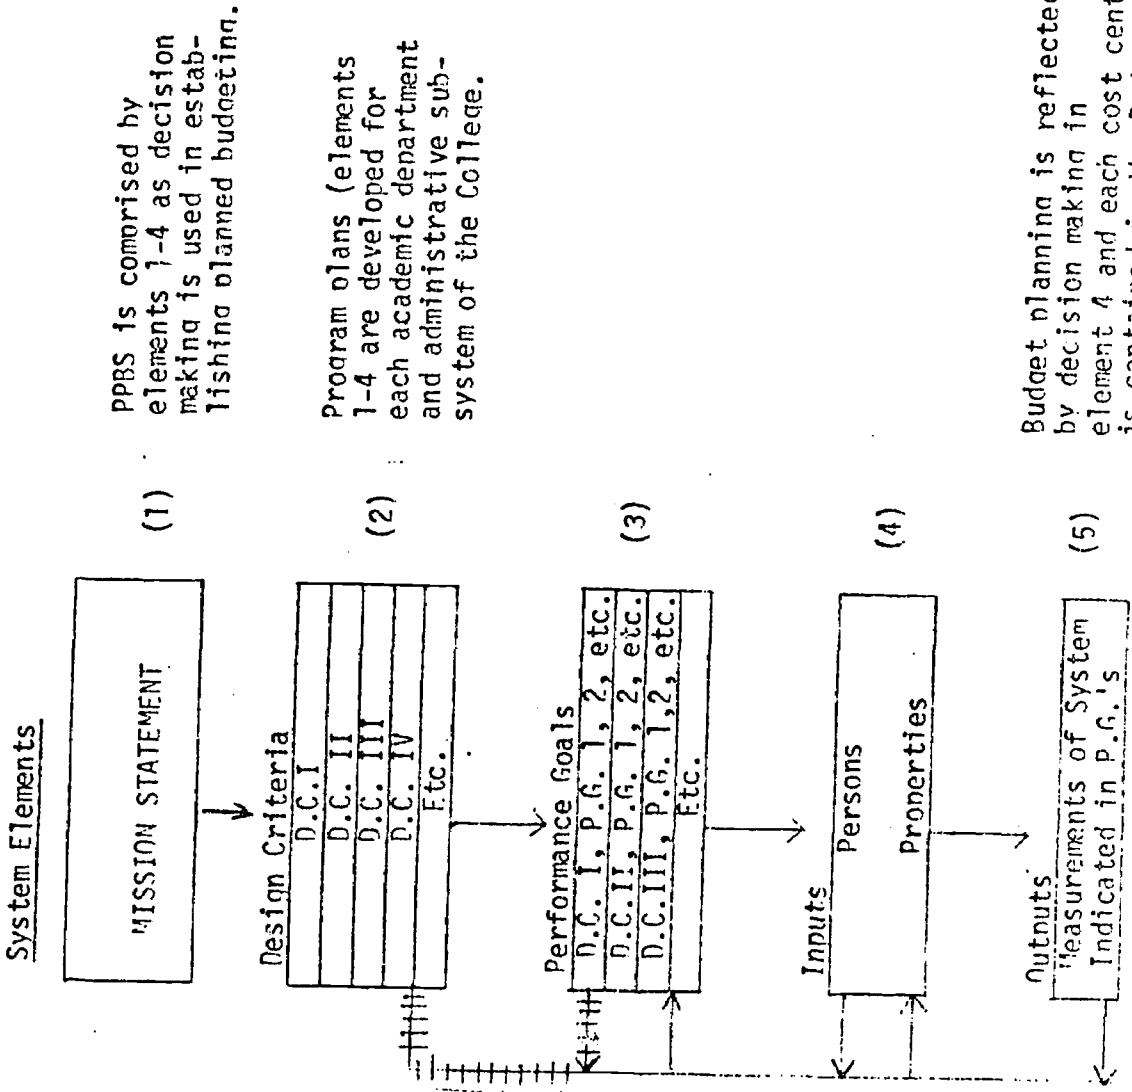 System Elements
MISSION STATEMENT
(1)
PPBS is comprised by
elements 1-4 as decision
making is used in estab-
lishing planned budgeting.
Design Criteria
D.C.I
D.C. II
D.C. III
D.C. IV
Etc.
(2)
Program plans (elements
1-4 are developed for
each academic department
and administrative sub-
system of the College.
Performance Goals
D.C. I, P.G. 1, 2, etc.
D.C.II, P.G. 1, 2, etc.
D.C.III, P.G. 1,2, etc.
Etc.
(3)
Inputs
Persons
Properties
(4)
Outputs
Measurements of System
Indicated in P.G.'s
(5)
Budget planning is reflected
by decision making in
element 4 and each cost cent